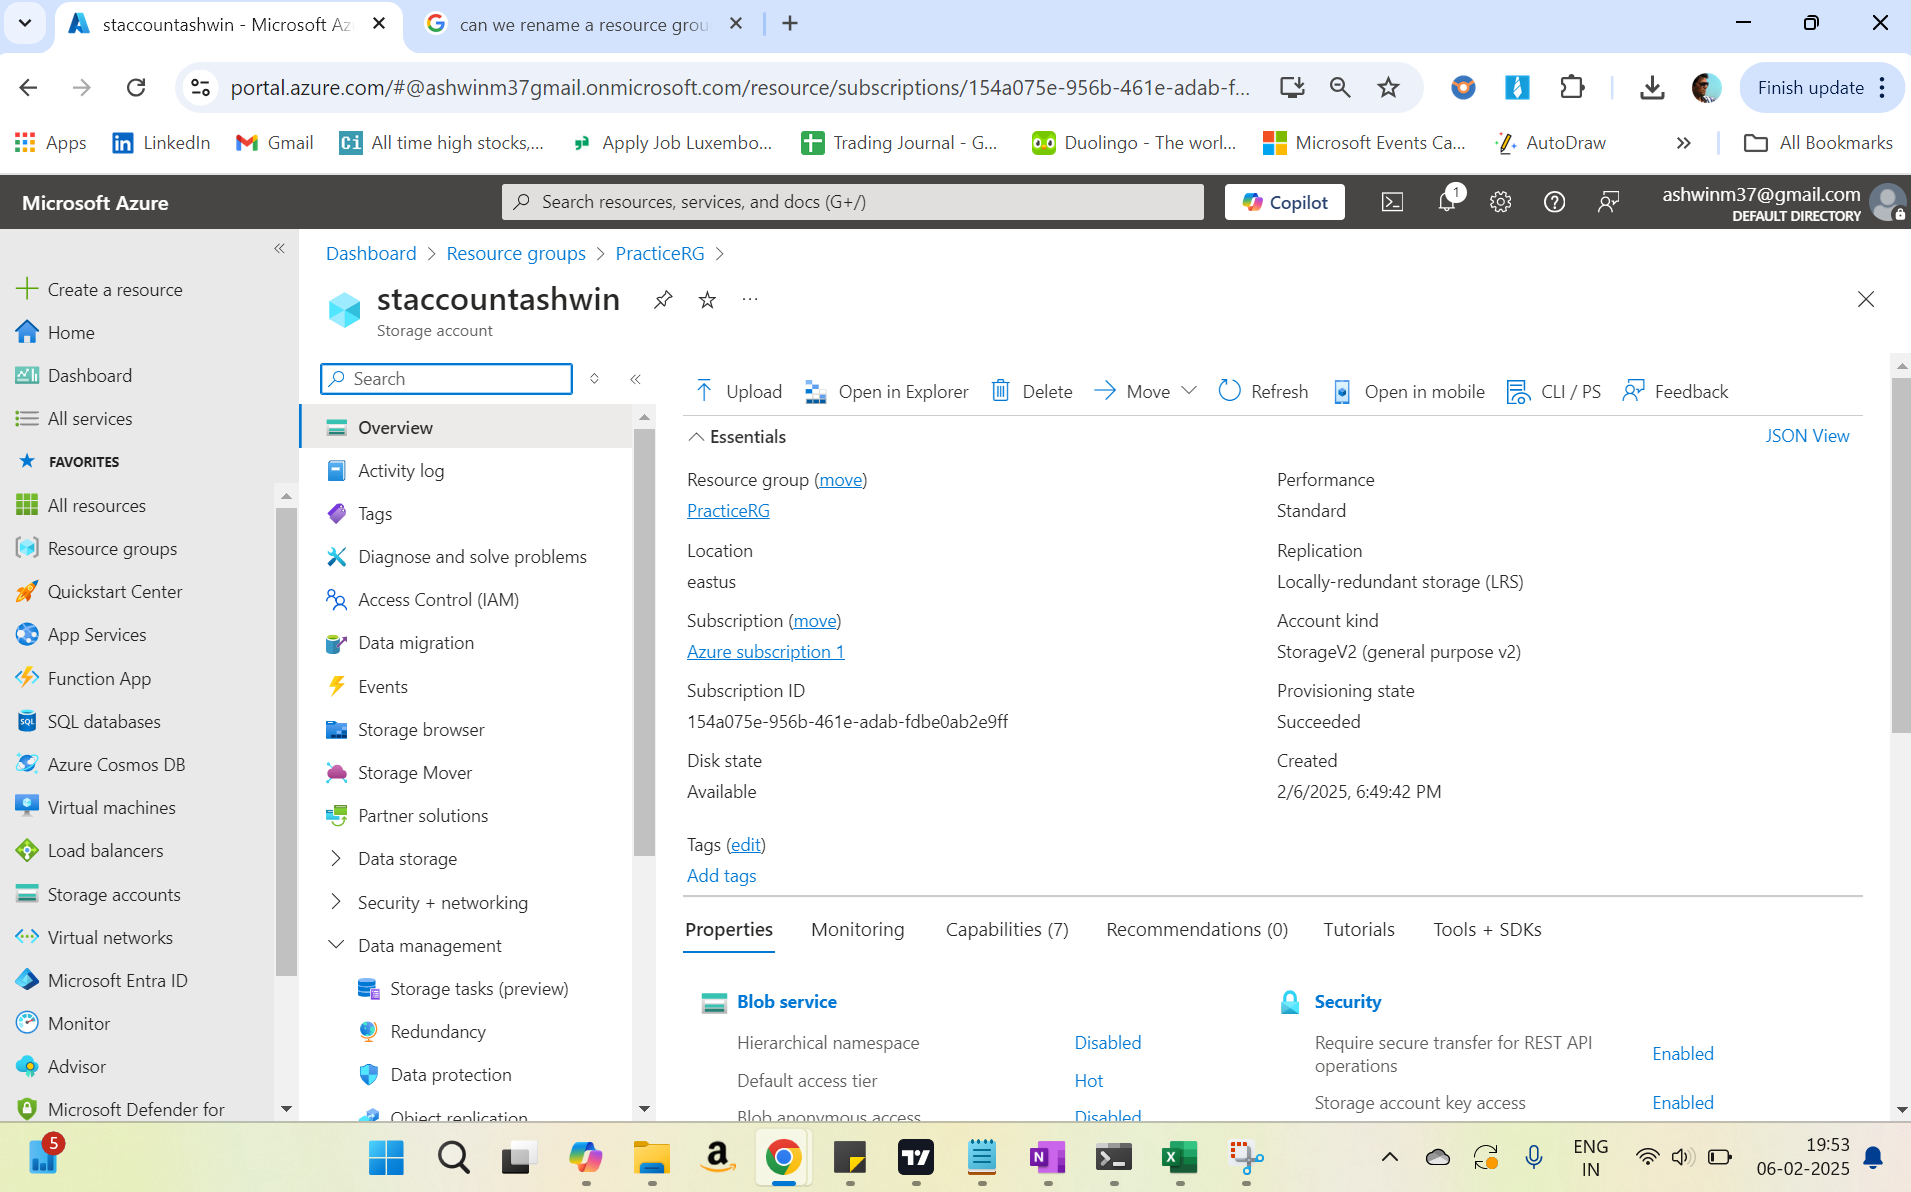 staccountashwin - Microsoft Az
can we rename a resource grou
portal.azure.com/#@ashwinm37gmail.onmicrosoft.com/resource/subscriptions/154a075e-956b-461e-adab-f...
Finish update
Apps
LinkedIn
Gmail
All time high stocks,...
Apply Job Luxembo...
Trading Journal - G...
Duolingo - The worl...
Microsoft Events Ca...
AutoDraw
All Bookmarks
Microsoft Azure
Search resources, services, and docs (G+/)
Copilot
1
ashwinm37@gmail.com
DEFAULT DIRECTORY
Create a resource
Home
Dashboard
All services
FAVORITES
All resources
Resource groups
Quickstart Center
App Services
Function App
SQL databases
Azure Cosmos DB
Virtual machines
Load balancers
Storage accounts
Virtual networks
Microsoft Entra ID
Monitor
Advisor
Microsoft Defender for
Dashboard > Resource groups > PracticeRG >
staccountashwin
Storage account
Search
Overview
Activity log
Tags
Diagnose and solve problems
Access Control (IAM)
Data migration
Events
Storage browser
Storage Mover
Partner solutions
Data storage
Security + networking
Data management
Storage tasks (preview)
Redundancy
Data protection
Object replication
Upload
Open in Explorer
Delete
Move
Refresh
Open in mobile
CLI / PS
Feedback
Essentials
JSON View
Resource group (move)
PracticeRG
Location
eastus
Subscription (move)
Azure subscription 1
Subscription ID
154a075e-956b-461e-adab-fdbe0ab2e9ff
Disk state
Available
Performance
Standard
Replication
Locally-redundant storage (LRS)
Account kind
StorageV2 (general purpose v2)
Provisioning state
Succeeded
Created
2/6/2025, 6:49:42 PM
Tags (edit)
Add tags
Properties
Monitoring
Capabilities (7)
Recommendations (0)
Tutorials
Tools + SDKs
Blob service
Hierarchical namespace Disabled
Default access tier Hot
Blob anonymous access Disabled
Security
Require secure transfer for REST API operations Enabled
Storage account key access Enabled
5
ENG
IN
19:53
06-02-2025